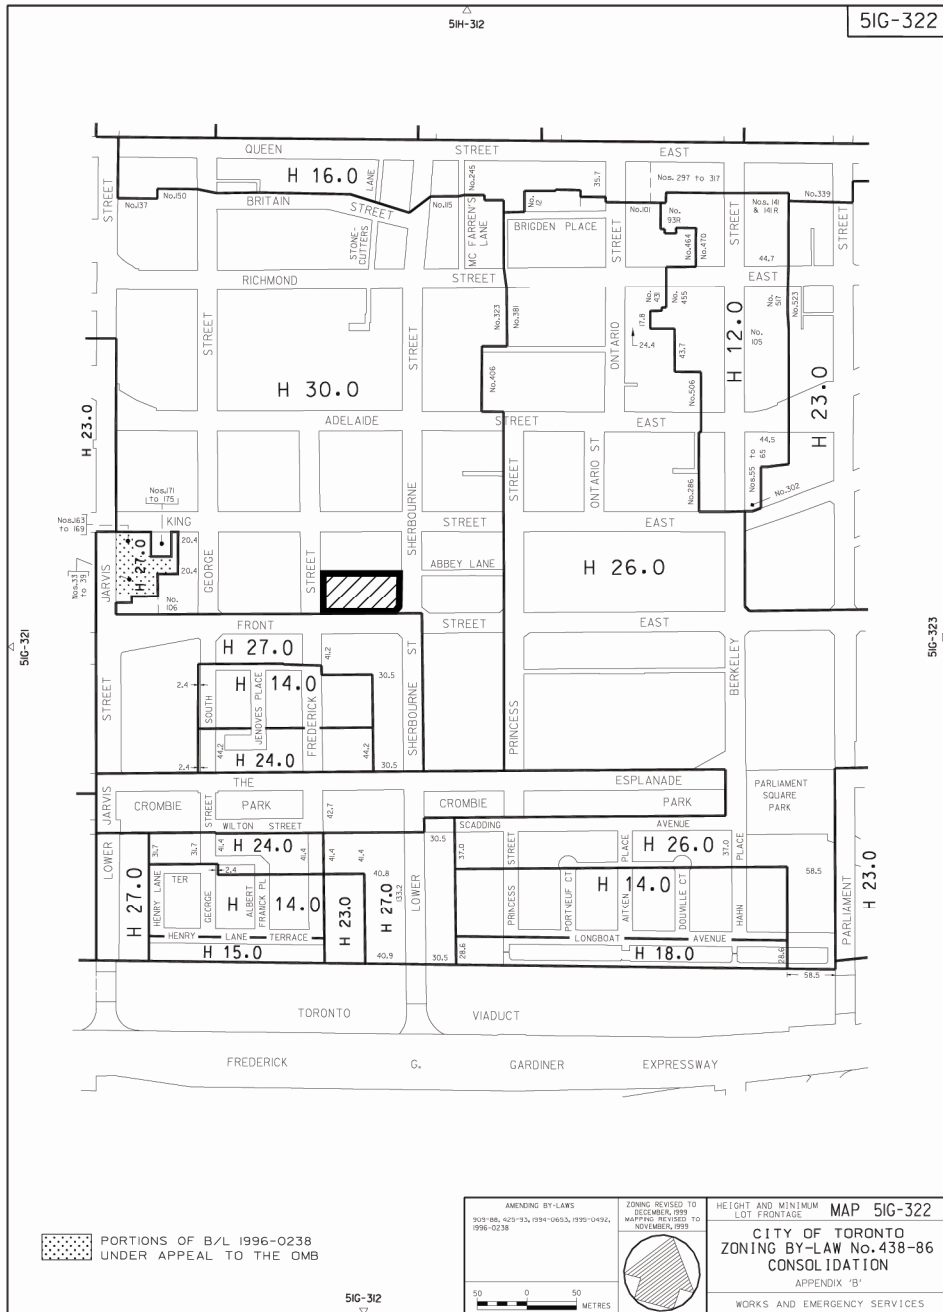 51H-312
51G-322
QUEEN STREET EAST
H 16.0
LANE
No.245
35.7
Nos. 297 to 317
No.339
STREET
No.137
No.150
BRITAIN STREET
No.115
MC FARREN'S LANE
No.
12
BRIGDEN PLACE
No.101
No.
93R
No.464
No.470
STREET
Nos. 141
& 141R
STREET
STONE-
CUTTERS
44.7
RICHMOND STREET EAST
STREET
STREET
No.323
No.381
ONTARIO STREET
No.
431
No.
455
17.8
24.4
43.7
H 12.0
No.
105
No.
517
No.523
H 30.0
No.406
No.506
H 23.0
H 23.0
ADELAIDE STREET EAST
44.5
Nos.55 to 65
No.302
Nos.171
to 175
SHERBOURNE
STREET
ONTARIO ST
No.286
Nos.163
to 169
KING STREET EAST
20.4
20.4
H 27.0
Nos.33
to 39
JARVIS
No.
106
GEORGE
STREET
ABBEY LANE
H 26.0
51G-321
51G-323
FRONT STREET EAST
H 27.0
41.2
30.5
SHERBOURNE ST
BERKELEY
2.4
SOUTH
H 14.0
JENOVES PLACE
FREDERICK
STREET
PRINCESS
44.2
H 24.0
44.2
2.4
30.5
THE ESPLANADE
PARLIAMENT
SQUARE
PARK
JARVIS
CROMBIE
STREET
PARK
42.7
CROMBIE
PARK
WILTON STREET
SCADDING AVENUE
LOWER
31.7
31.7
41.4
H 24.0
41.4
41.4
30.5
37.0
STREET
PLACE
H 26.0
37.0
PLACE
H 27.0
HENRY LANE
TER
2.4
GEORGE
H 14.0
ALBERT
FRANCK PL
H 23.0
40.8
H 27.0
133.2
LOWER
PRINCESS
PORTNEUF CT
H 14.0
AITKEN
DOUVILLE CT
HAHN
58.5
PARLIAMENT
H 23.0
HENRY LANE TERRACE
LONGBOAT AVENUE
H 15.0
40.9
30.5
28.6
H 18.0
28.6
58.5
TORONTO VIADUCT
FREDERICK G. GARDINER EXPRESSWAY
PORTIONS OF B/L 1996-0238
UNDER APPEAL TO THE OMB
51G-312
AMENDING BY-LAWS
909-88, 425-93, 1994-0653, 1995-0492,
1996-0238
ZONING REVISED TO
DECEMBER, 1999
MAPPING REVISED TO
NOVEMBER, 1999
50 0 50
METRES
HEIGHT AND MINIMUM
LOT FRONTAGE MAP 51G-322
CITY OF TORONTO
ZONING BY-LAW No.438-86
CONSOLIDATION
APPENDIX 'B'
WORKS AND EMERGENCY SERVICES